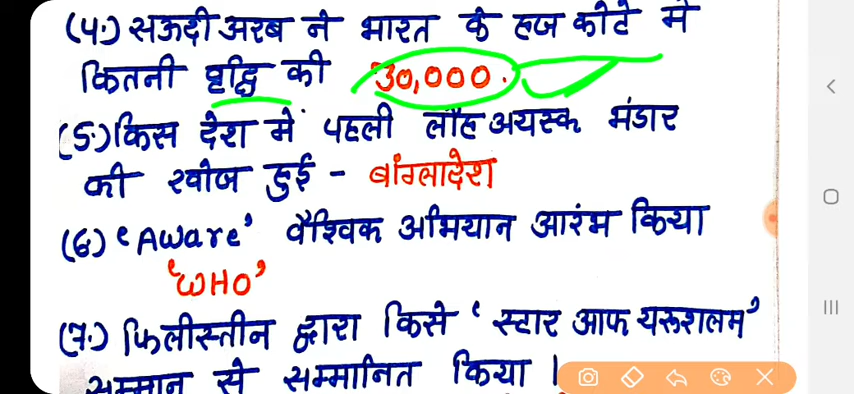 (4.) सऊदी अरब ने भारत के हज कोटे में
कितनी वृद्धि की 30,000.
(5.) किस देश में पहली लौह अयस्क भंडार
की खोज हुई - बांग्लादेश
(6) 'Aware' वैश्विक अभियान आरंभ किया
'WHO'
(7.) फिलीस्तीन द्वारा किसे 'स्टार आफ यरुशलम'
सम्मान से सम्मानित किया |